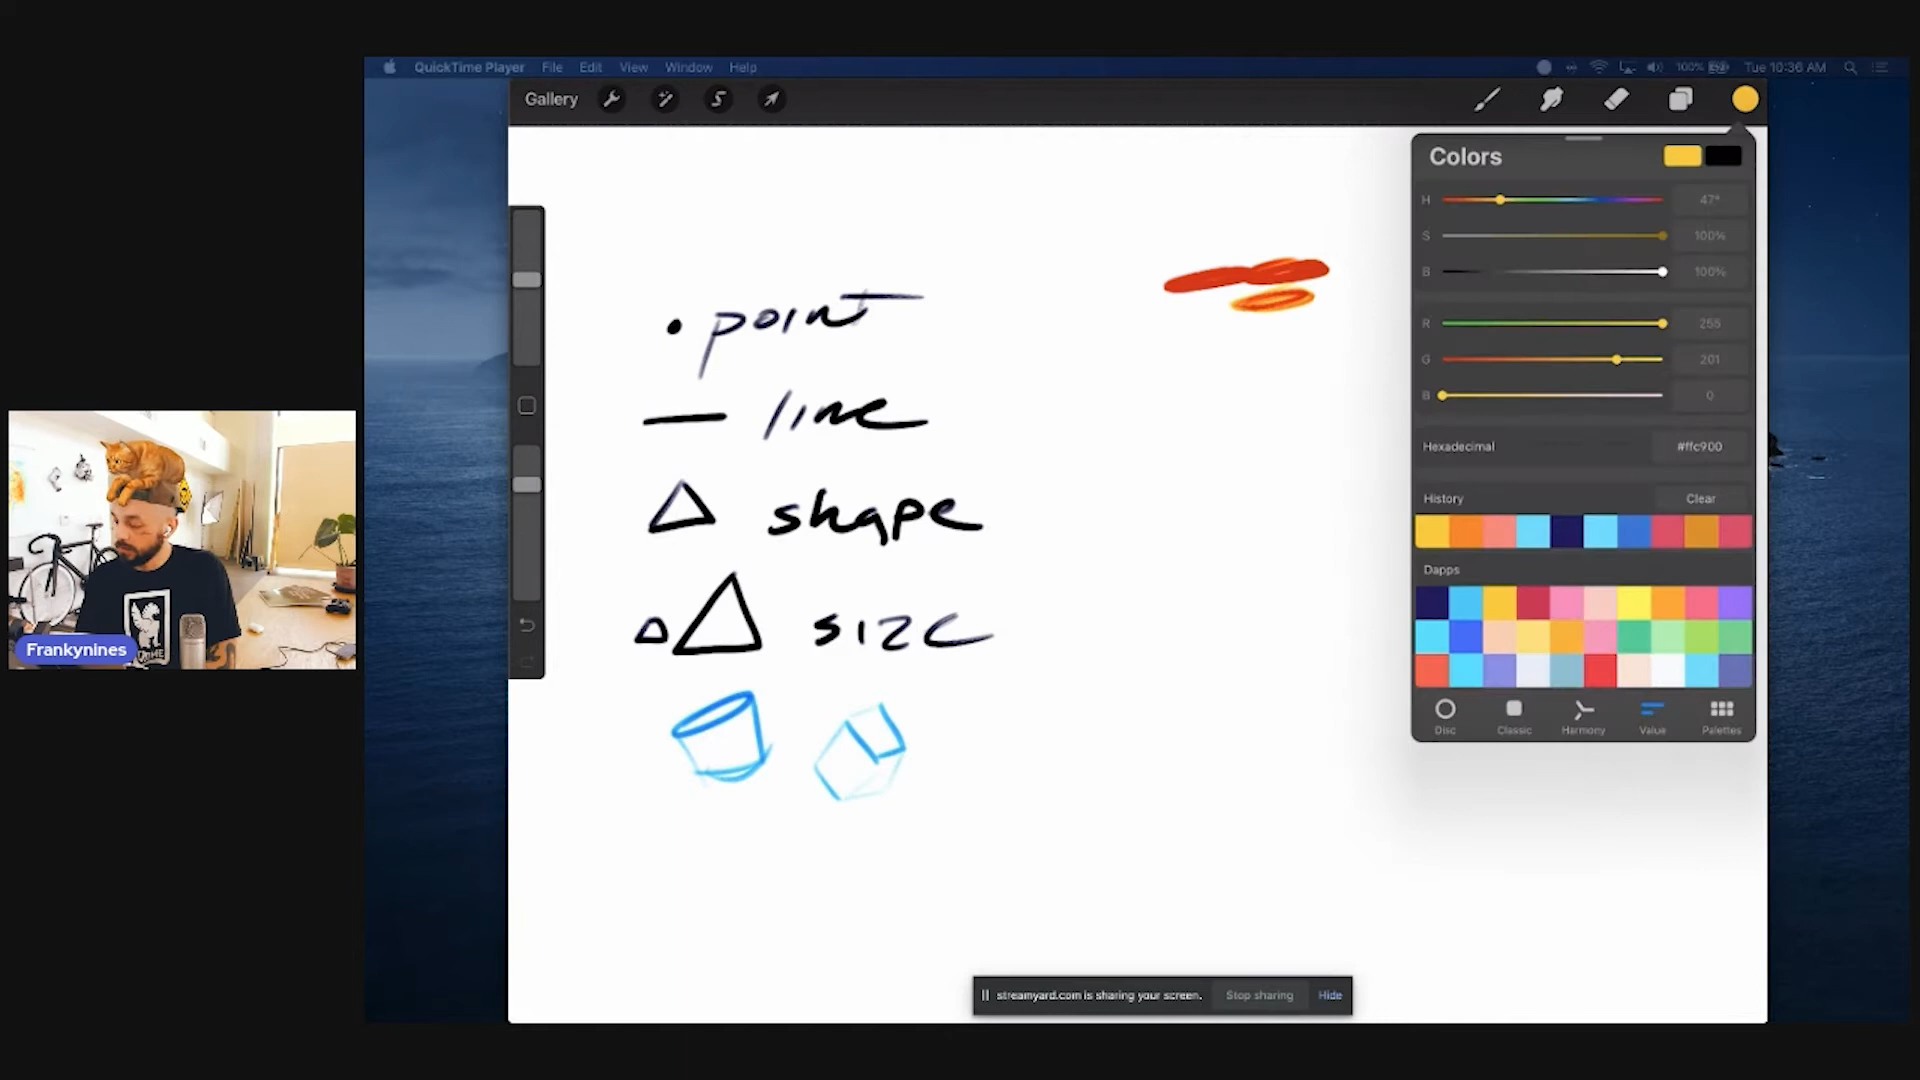 QuickTime Player File Edit View Window Help 100% Tue 10:36 AM
Gallery
Colors
H 47°
S 100%
B 100%
R 255
G 201
B 0
Hexadecimal #ffc900
History Clear
Dapps
Disc Classic Harmony Value Palettes
• point
— line
shape
size
Frankynines
streamyard.com is sharing your screen. Stop sharing Hide